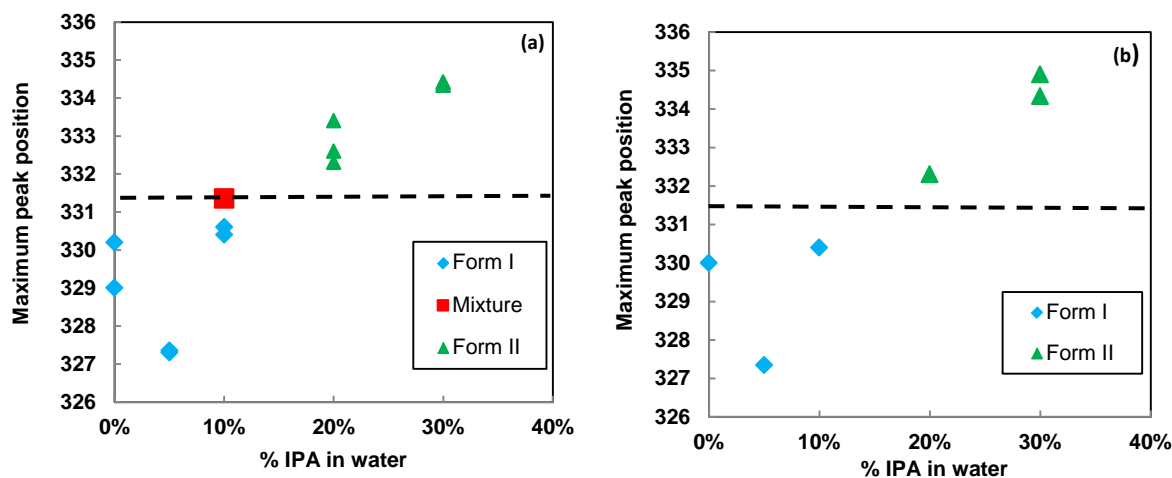 (a)
Maximum peak position
336
335
334
333
332
331
330
329
328
327
326
Form I
Mixture
Form II
0% 10% 20% 30% 40%
% IPA in water
(b)
Maximum peak position
336
335
334
333
332
331
330
329
328
327
326
Form I
Form II
0% 10% 20% 30% 40%
% IPA in water